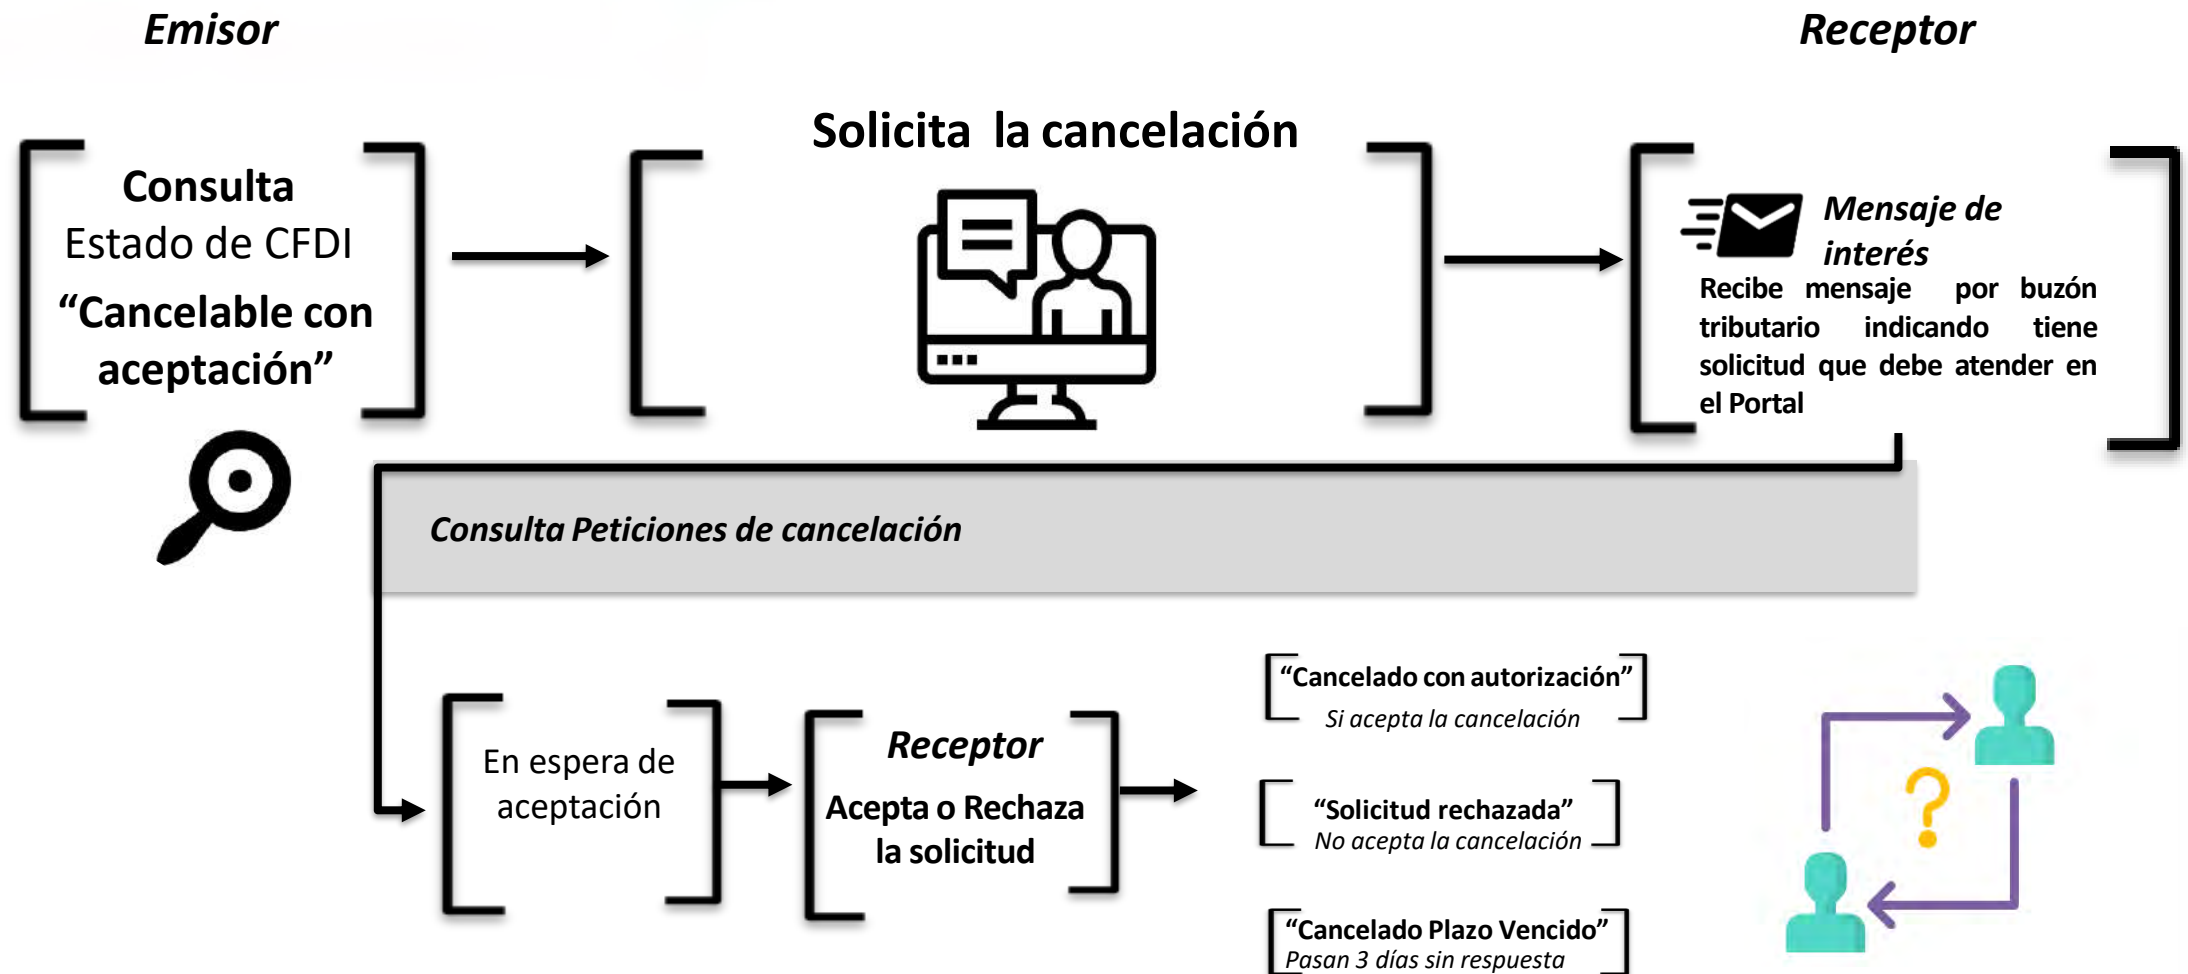 Emisor
Receptor
Consulta
Estado de CFDI
“Cancelable con
aceptación”
Solicita la cancelación
Mensaje de
interés
Recibe mensaje por buzón
tributario indicando tiene
solicitud que debe atender en
el Portal
Consulta Peticiones de cancelación
En espera de
aceptación
Receptor
Acepta o Rechaza
la solicitud
“Cancelado con autorización”
Si acepta la cancelación
“Solicitud rechazada”
No acepta la cancelación
“Cancelado Plazo Vencido”
Pasan 3 días sin respuesta
?